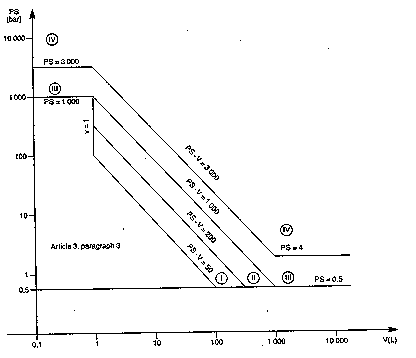 PS
[bar]
10 000
IV
PS = 3 000
III
1 000
PS = 1 000
V = 1
PS · V = 3 000
100
PS · V = 1 000
10
PS · V = 200
IV
PS = 4
Article 3, paragraph 3
PS · V = 50
1
I
II
III
PS = 0,5
0,5
0,1
1
10
100
1 000
10 000
V(L)